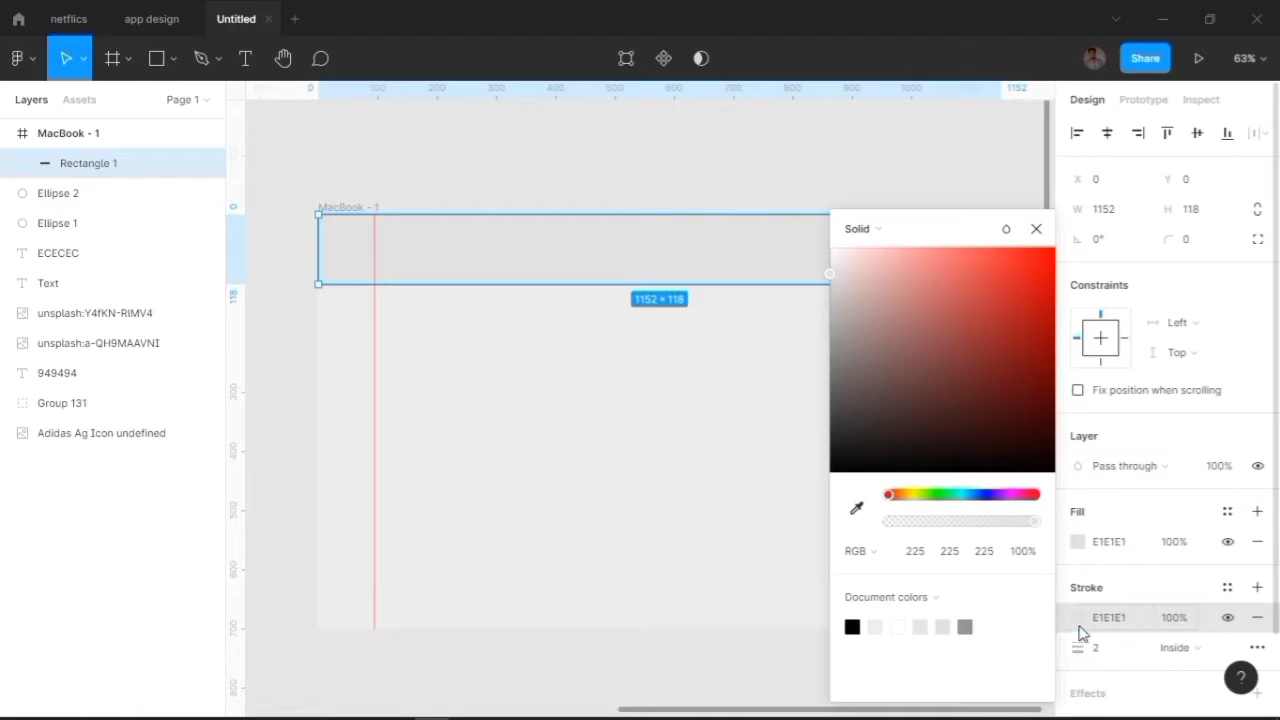 netflics
app design
Untitled
Share
63%
Layers
Assets
Page 1
0
100
200
300
400
500
600
700
800
900
1000
1152
Design
Prototype
Inspect
MacBook - 1
Rectangle 1
Ellipse 2
Ellipse 1
ECECEC
Text
unsplash:Y4fKN-RlMV4
unsplash:a-QH9MAAVNI
949494
Group 131
Adidas Ag Icon undefined
100
0
118
300
400
500
600
700
800
MacBook - 1
1152 × 118
Solid
RGB
225
225
225
100%
Document colors
X 0
Y 0
W 1152
H 118
0°
0
Constraints
Left
Top
Fix position when scrolling
Layer
Pass through
100%
Fill
E1E1E1
100%
Stroke
E1E1E1
100%
2
Inside
Effects
?